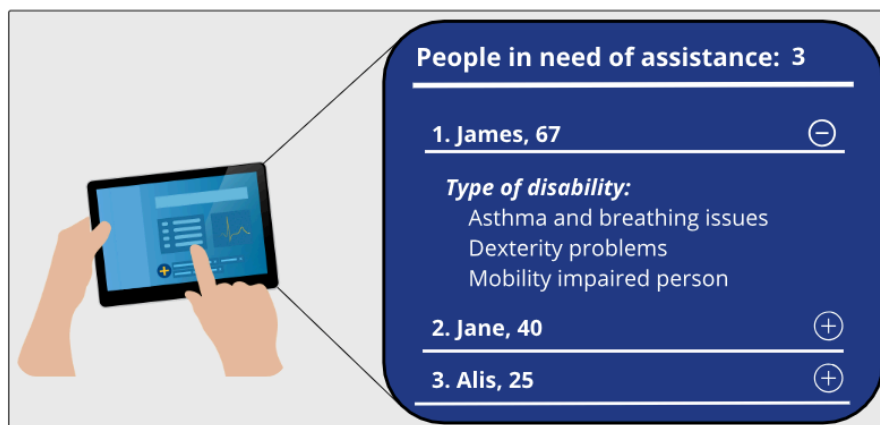 People in need of assistance: 3
1. James, 67
Type of disability:
Asthma and breathing issues
Dexterity problems
Mobility impaired person
2. Jane, 40
3. Alis, 25